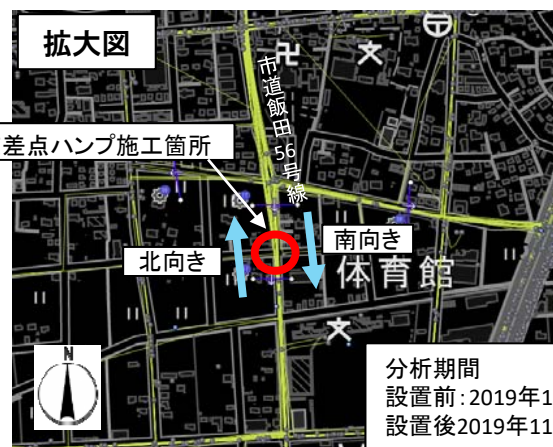 拡大図
市道飯田56号線
差点ハンプ施工箇所
北向き
南向き
体育館
N
分析期間
設置前：2019年1
設置後2019年11